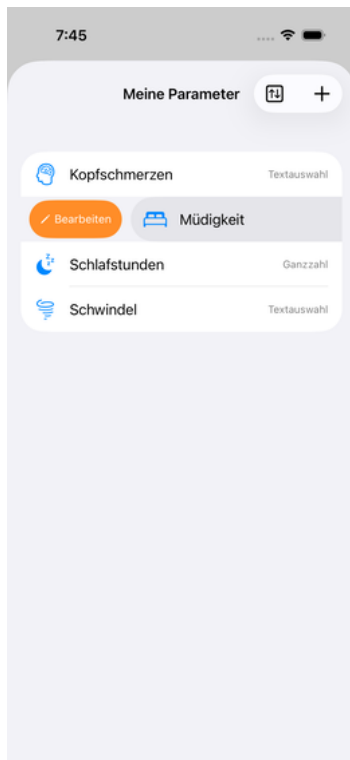 7:45
Meine Parameter
Kopfschmerzen Textauswahl
Bearbeiten Müdigkeit
Schlafstunden Ganzzahl
Schwindel Textauswahl